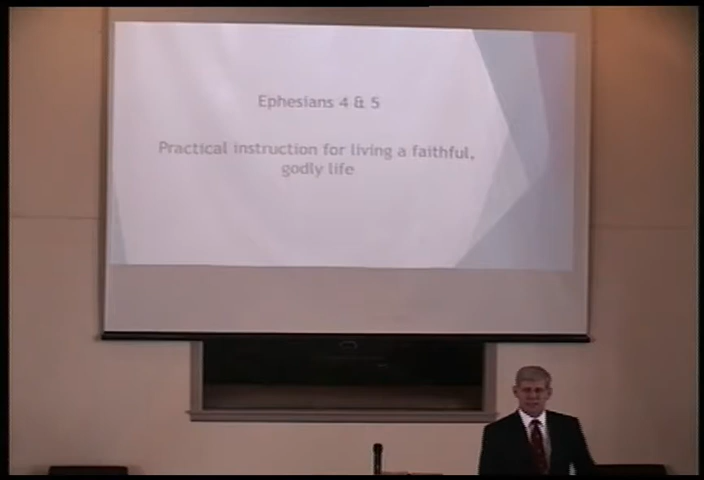 Ephesians 4 & 5
Practical instruction for living a faithful,
godly life